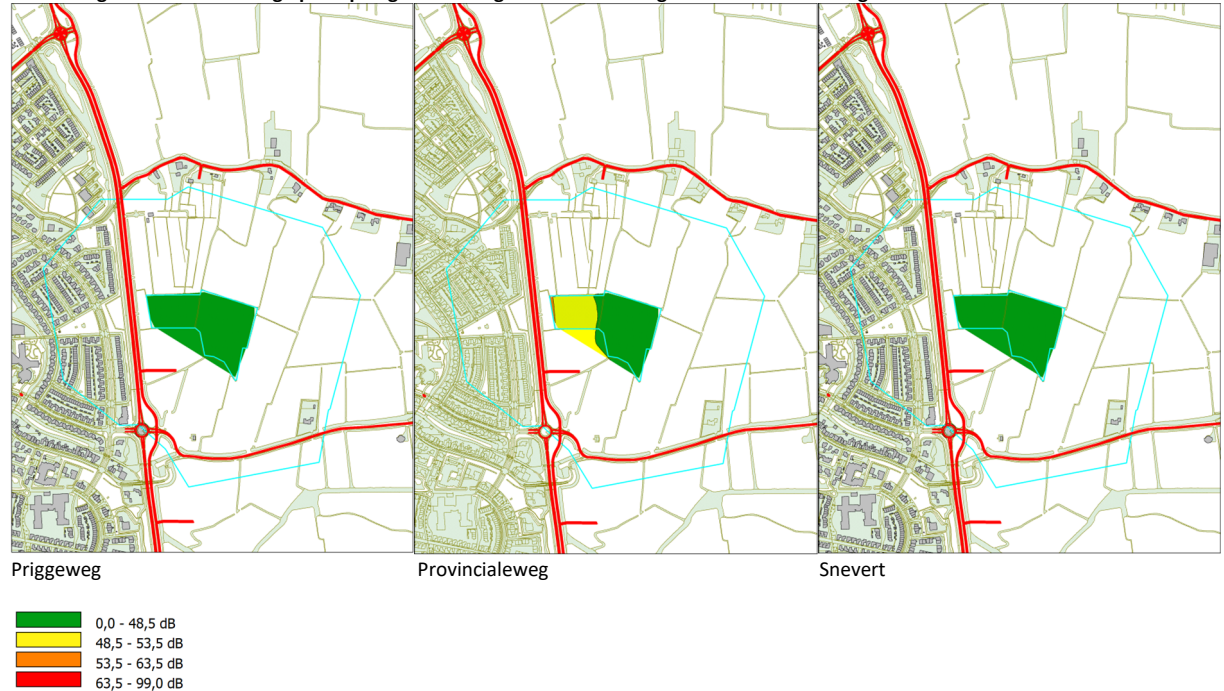 Priggeweg
Provincialeweg
Snevert
0,0 - 48,5 dB
48,5 - 53,5 dB
53,5 - 63,5 dB
63,5 - 99,0 dB